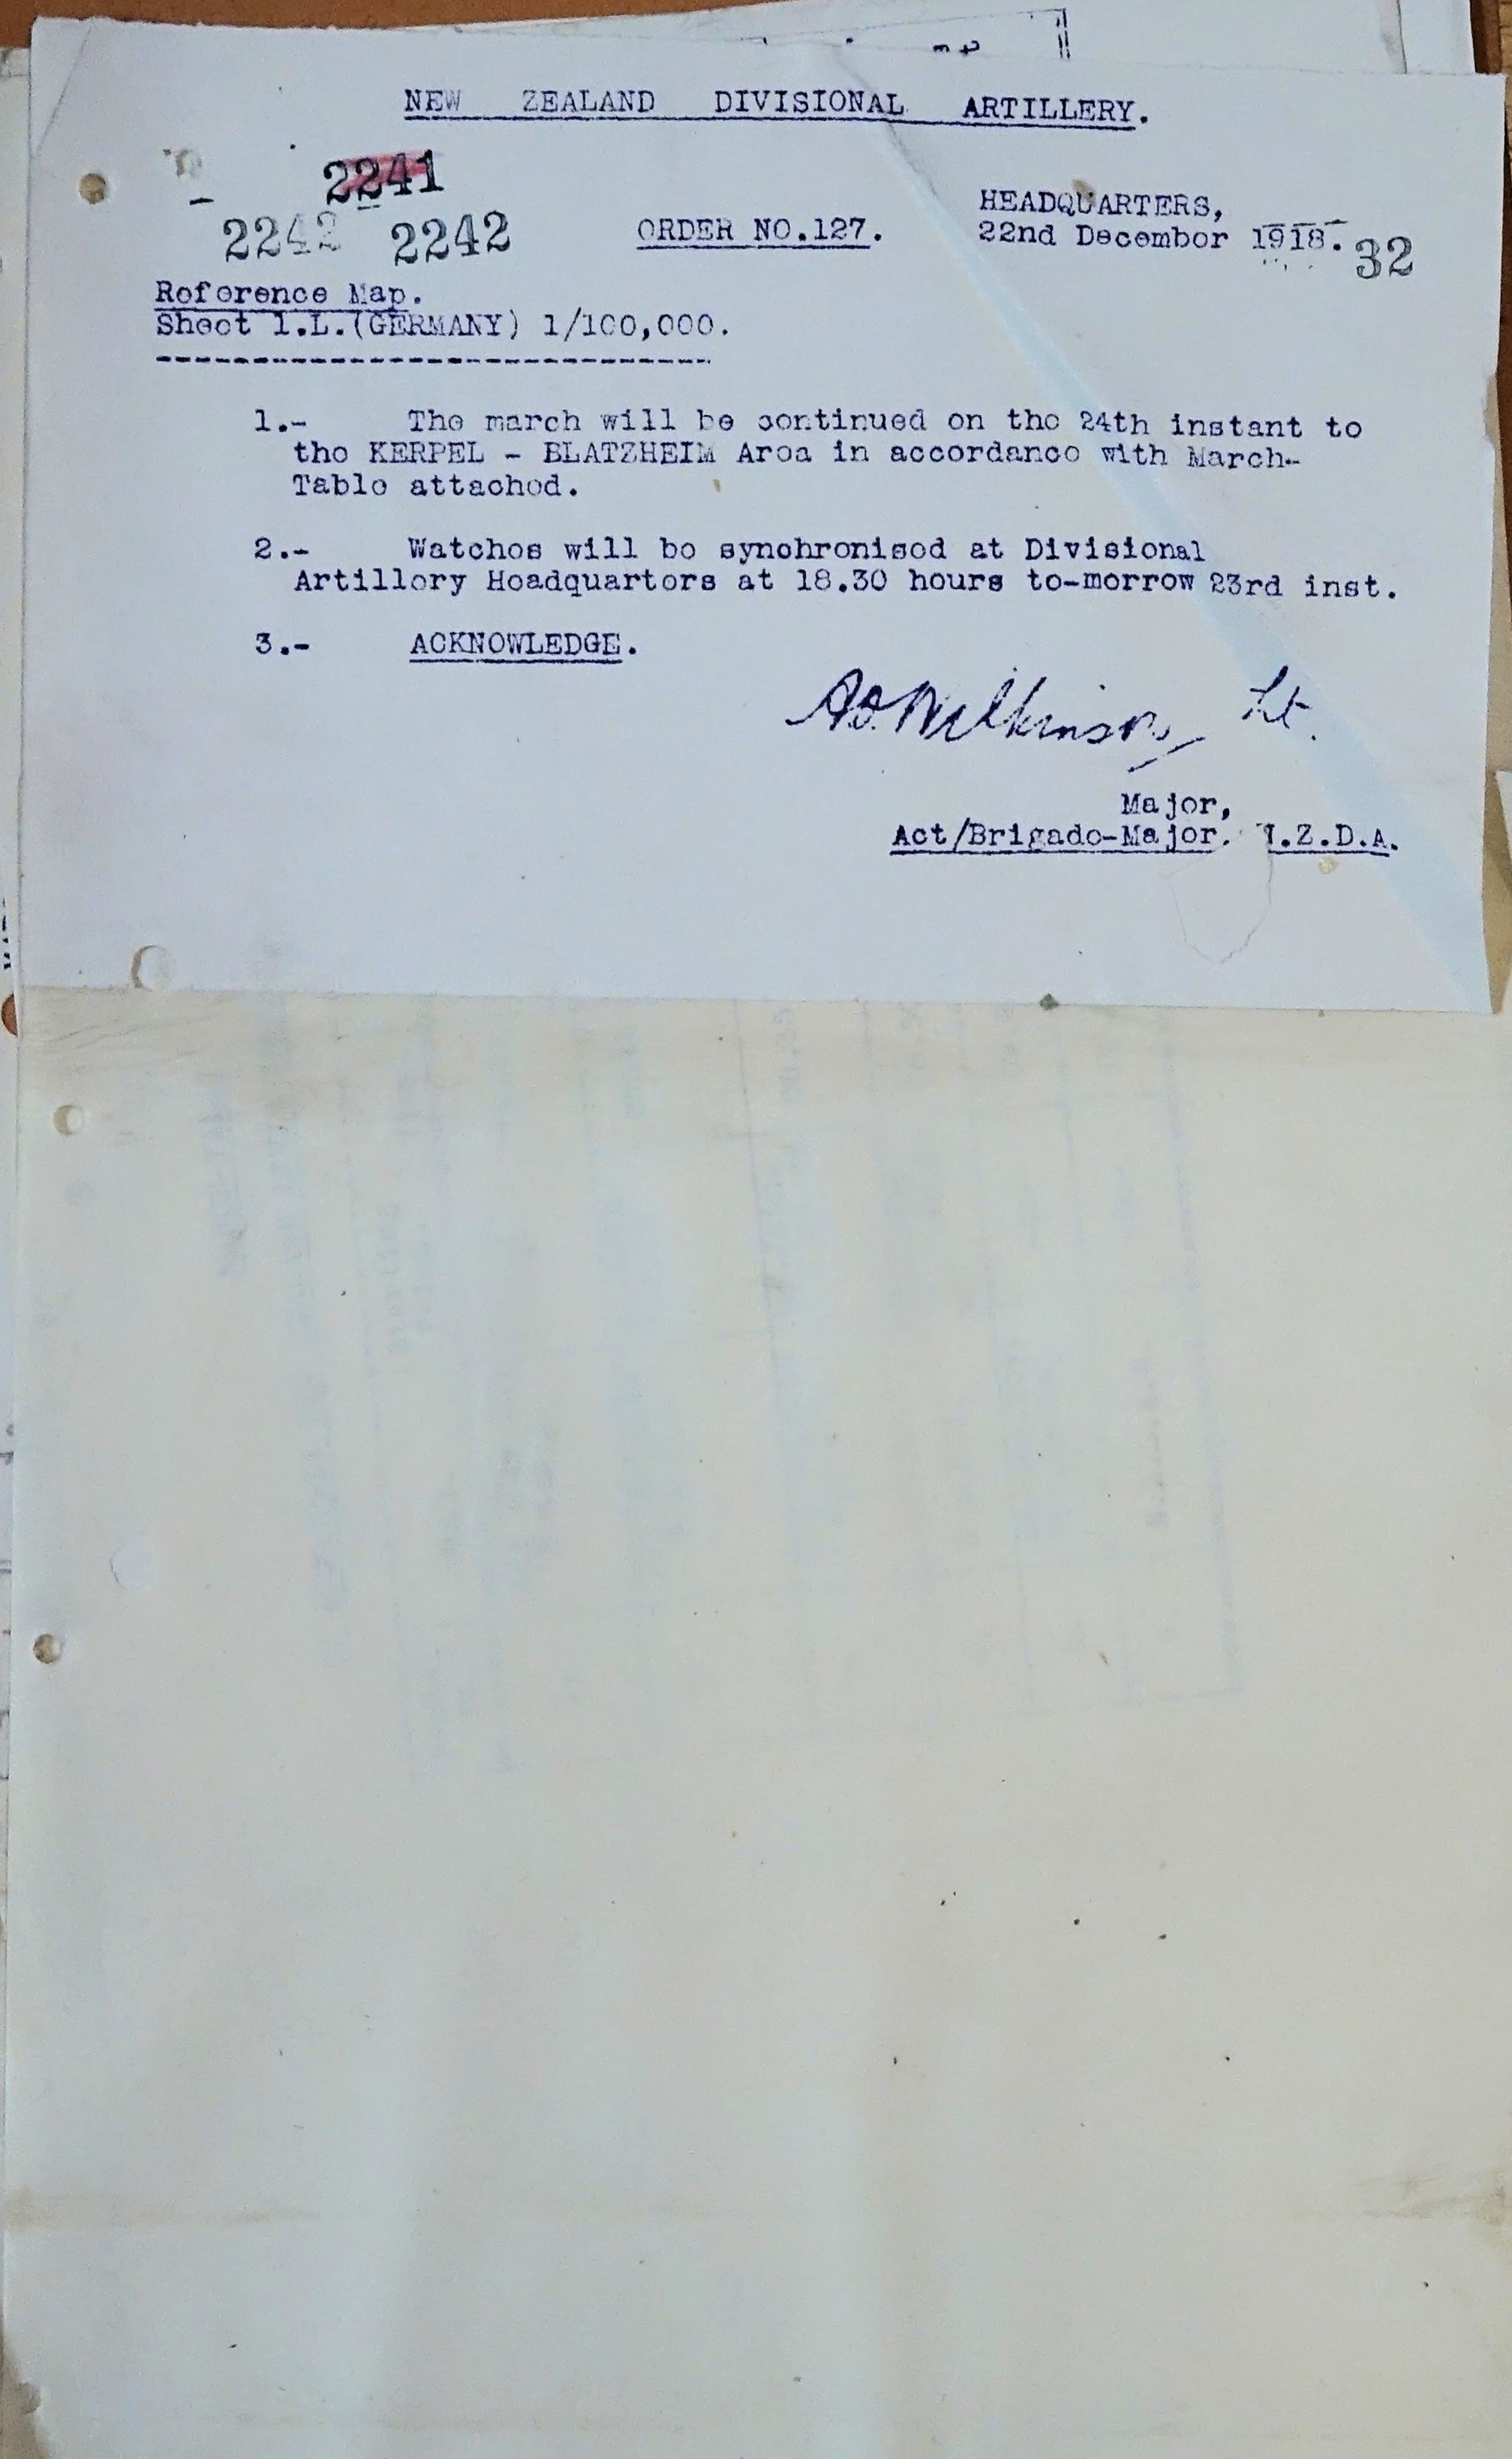 NEW ZEALAND DIVISIONAL ARTILLERY.
2241
2242 2242
ORDER NO.127.
HEADQUARTERS,
22nd December 1918.
32
Reference Map.
Sheet 1.L.(GERMANY) 1/100,000.
1.- The march will be continued on the 24th instant to
the KERPEL - BLATZHEIM Area in accordance with March-
Table attached.
2.- Watches will be synchronised at Divisional
Artillery Headquarters at 18.30 hours to-morrow 23rd inst.
3.- ACKNOWLEDGE.
Wilkinson Lt.
Major,
Act/Brigade-Major. N.Z.D.A.